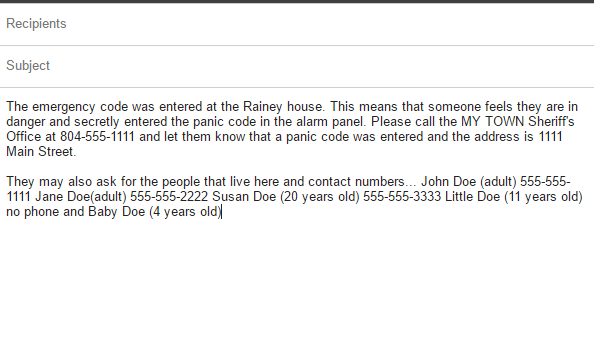 Recipients
Subject
The emergency code was entered at the Rainey house. This means that someone feels they are in
danger and secretly entered the panic code in the alarm panel. Please call the MY TOWN Sheriff's
Office at 804-555-1111 and let them know that a panic code was entered and the address is 1111
Main Street.
They may also ask for the people that live here and contact numbers... John Doe (adult) 555-555-
1111 Jane Doe(adult) 555-555-2222 Susan Doe (20 years old) 555-555-3333 Little Doe (11 years old)
no phone and Baby Doe (4 years old)